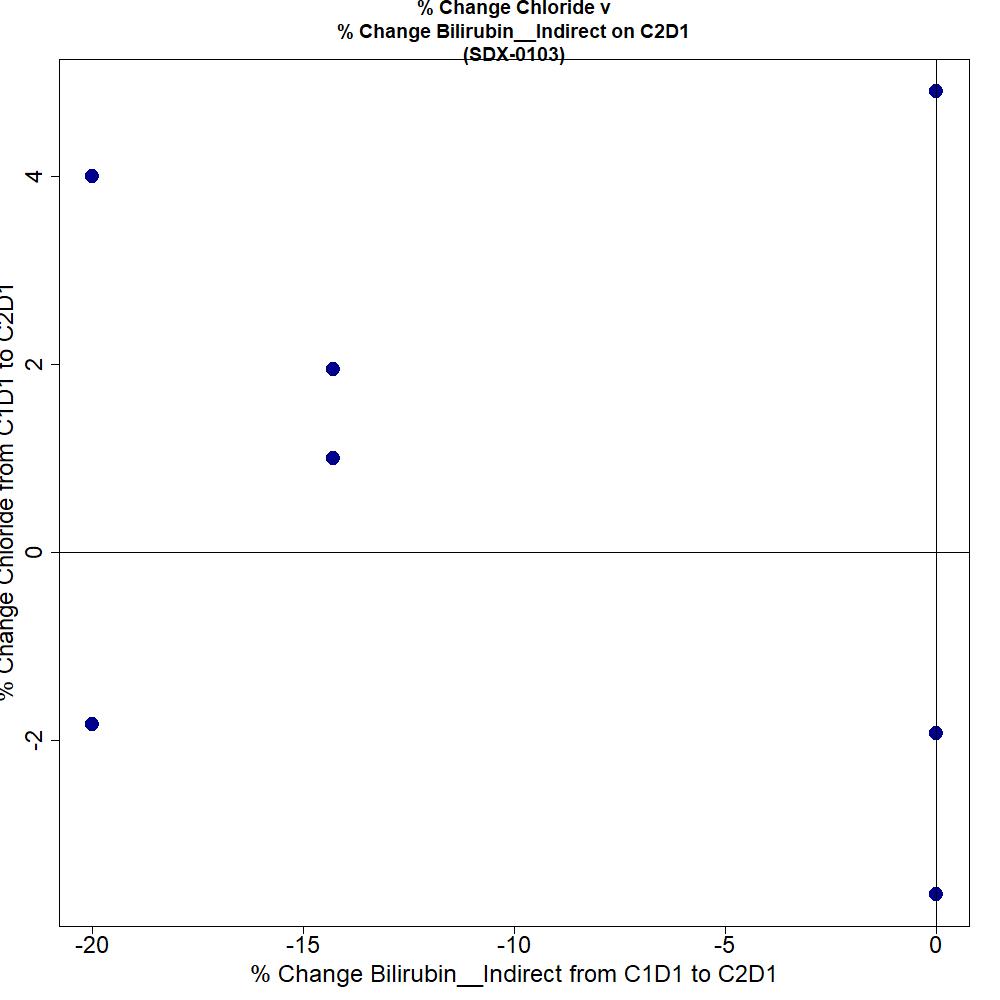 % Change Chloride v
% Change Bilirubin__Indirect on C2D1
(SDX-0103)
% Change Chloride from C1D1 to C2D1
4
2
0
-2
-20
-15
-10
-5
0
% Change Bilirubin__Indirect from C1D1 to C2D1